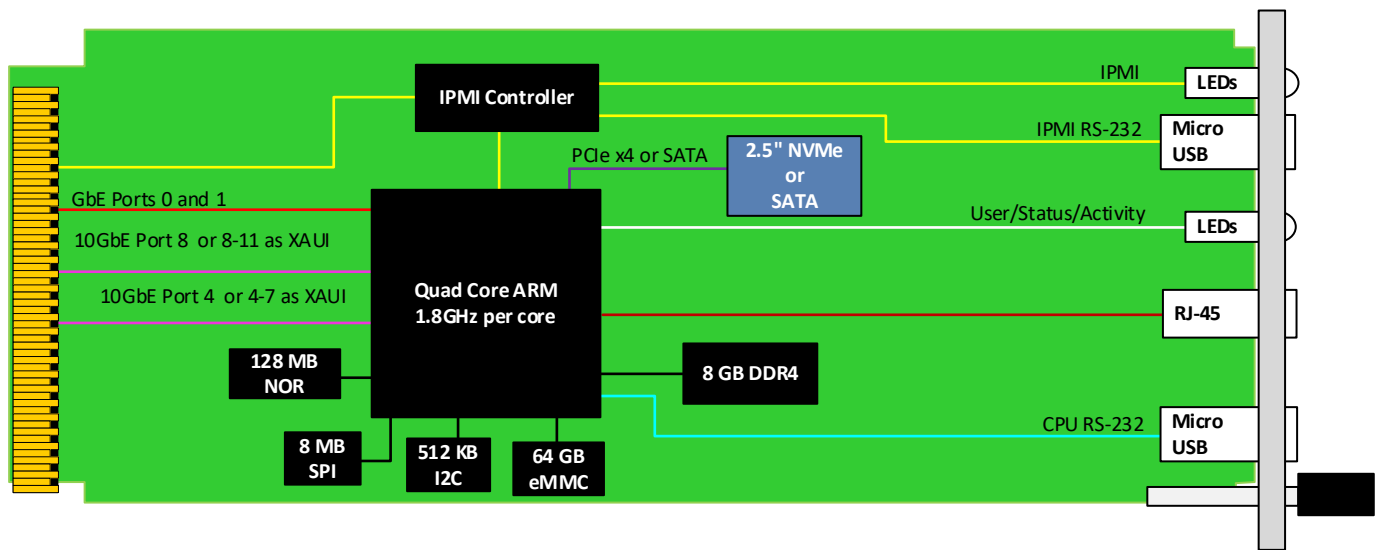 IPMI
LEDs
IPMI Controller
IPMI RS-232
Micro
USB
PCIe x4 or SATA
2.5" NVMe
or
SATA
GbE Ports 0 and 1
User/Status/Activity
LEDs
10GbE Port 8 or 8-11 as XAUI
10GbE Port 4 or 4-7 as XAUI
Quad Core ARM
1.8GHz per core
RJ-45
128 MB
NOR
8 GB DDR4
CPU RS-232
Micro
USB
8 MB
SPI
512 KB
I2C
64 GB
eMMC